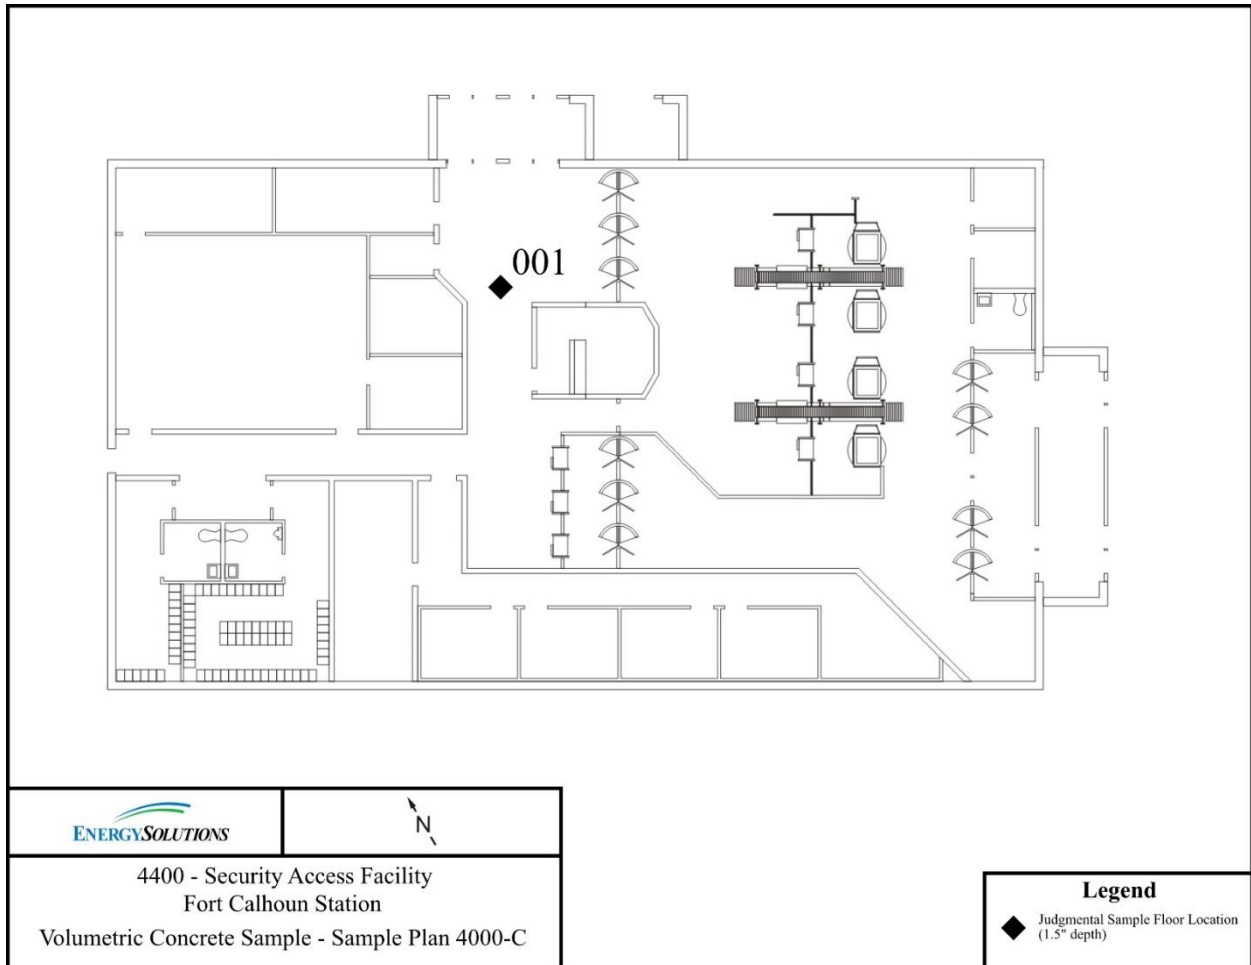 001
ENERGYSOLUTIONS
N
4400 - Security Access Facility
Fort Calhoun Station
Volumetric Concrete Sample - Sample Plan 4000-C
Legend
Judgmental Sample Floor Location
(1.5" depth)